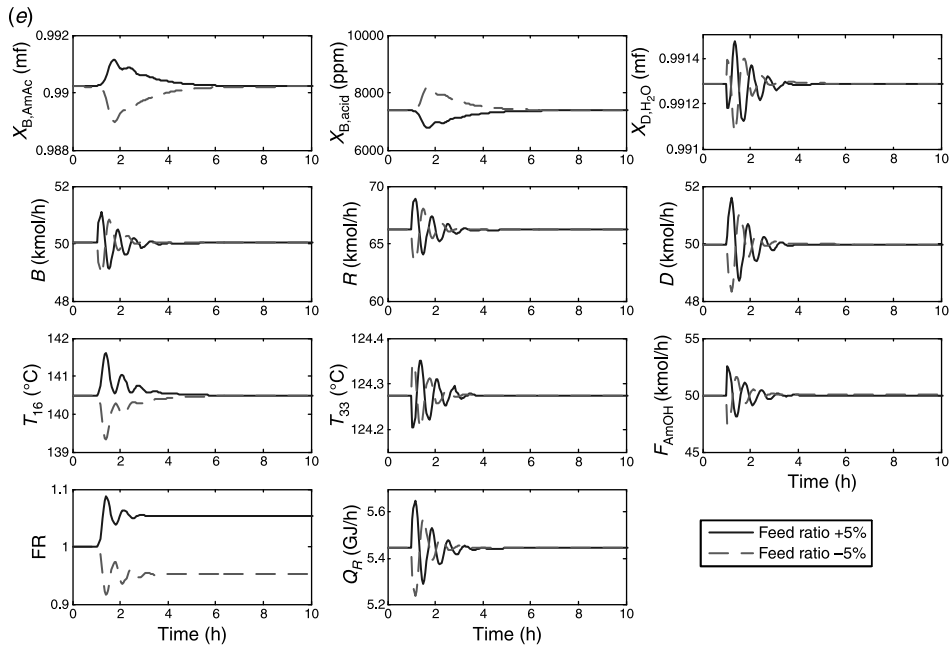 (e)
X_B,AmAc (mf)
0.992
0.99
0.988
0 2 4 6 8 10
X_B,acid (ppm)
10000
8000
6000
0 2 4 6 8 10
X_D,H₂O (mf)
0.9914
0.9912
0.991
0 2 4 6 8 10
B (kmol/h)
52
50
48
0 2 4 6 8 10
R (kmol/h)
70
65
60
0 2 4 6 8 10
D (kmol/h)
52
50
48
0 2 4 6 8 10
T₁₆ (°C)
142
141
140
139
0 2 4 6 8 10
T₃₃ (°C)
124.4
124.3
124.2
0 2 4 6 8 10
F_AmOH (kmol/h)
55
50
45
0 2 4 6 8 10
Time (h)
FR
1.1
1
0.9
0 2 4 6 8 10
Time (h)
Q_R (GJ/h)
5.6
5.4
5.2
0 2 4 6 8 10
Time (h)
Feed ratio +5%
Feed ratio −5%